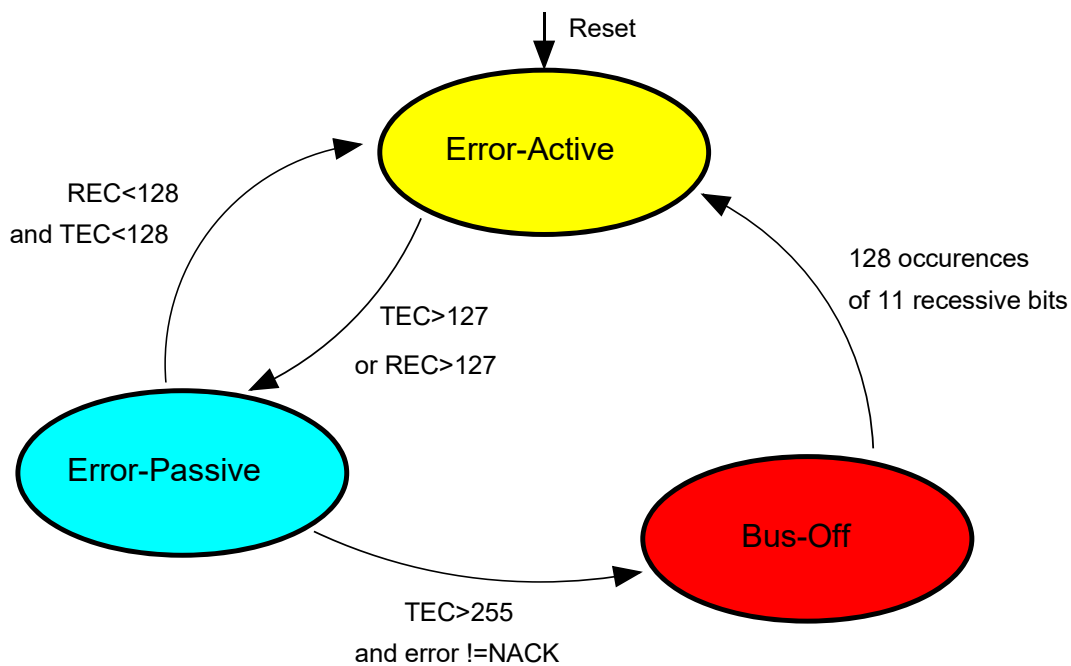 Reset
Error-Active
REC<128
and TEC<128
128 occurences
of 11 recessive bits
TEC>127
or REC>127
Error-Passive
Bus-Off
TEC>255
and error !=NACK